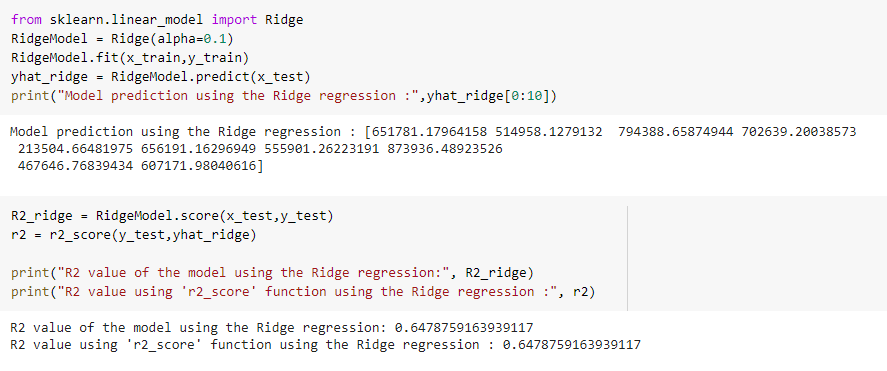 from sklearn.linear_model import Ridge
RidgeModel = Ridge(alpha=0.1)
RidgeModel.fit(x_train,y_train)
yhat_ridge = RidgeModel.predict(x_test)
print("Model prediction using the Ridge regression :",yhat_ridge[0:10])
Model prediction using the Ridge regression : [651781.17964158 514958.1279132  794388.65874944 702639.20038573
 213504.66481975 656191.16296949 555901.26223191 873936.48923526
 467646.76839434 607171.98040616]
R2_ridge = RidgeModel.score(x_test,y_test)
r2 = r2_score(y_test,yhat_ridge)
print("R2 value of the model using the Ridge regression:", R2_ridge)
print("R2 value using 'r2_score' function using the Ridge regression :", r2)
R2 value of the model using the Ridge regression: 0.6478759163939117
R2 value using 'r2_score' function using the Ridge regression : 0.6478759163939117